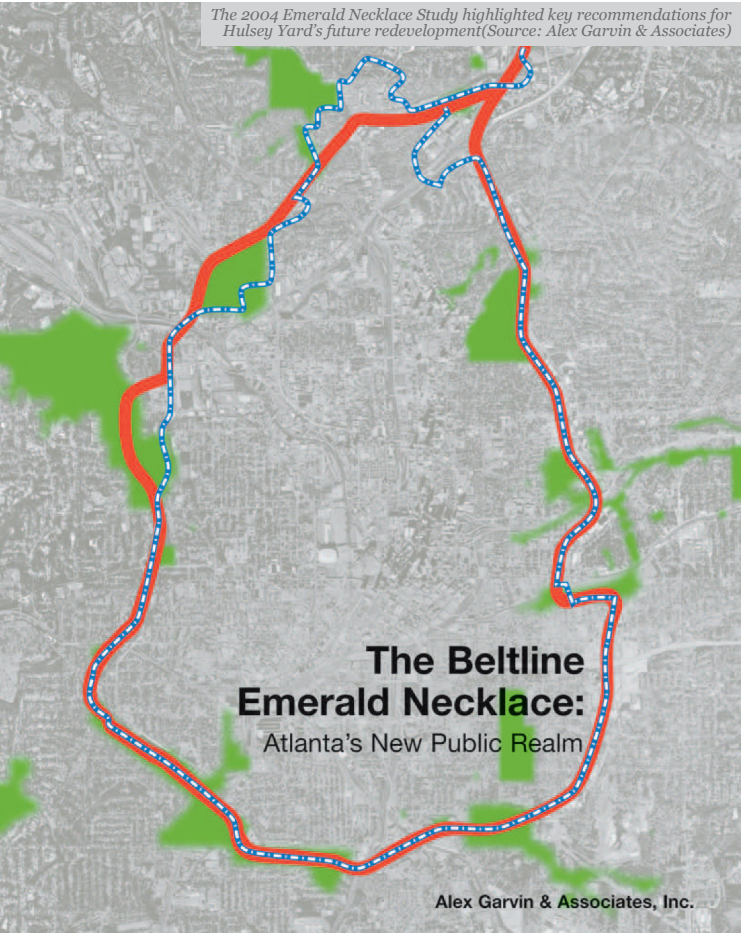 The 2004 Emerald Necklace Study highlighted key recommendations for
Hulsey Yard's future redevelopment(Source: Alex Garvin & Associates)
The Beltline
Emerald Necklace:
Atlanta's New Public Realm
Alex Garvin & Associates, Inc.